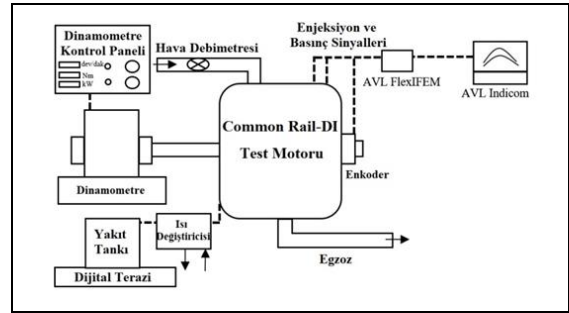 Dinamometre
Kontrol Paneli
dev/dak
Nm
kW
Hava Debimetresi
Enjeksiyon ve
Basınç Sinyalleri
AVL FlexIFEM
AVL Indicom
Common Rail-DI
Test Motoru
Enkoder
Dinamometre
Yakıt
Tankı
Isı
Değiştiricisi
Dijital Terazi
Egzoz